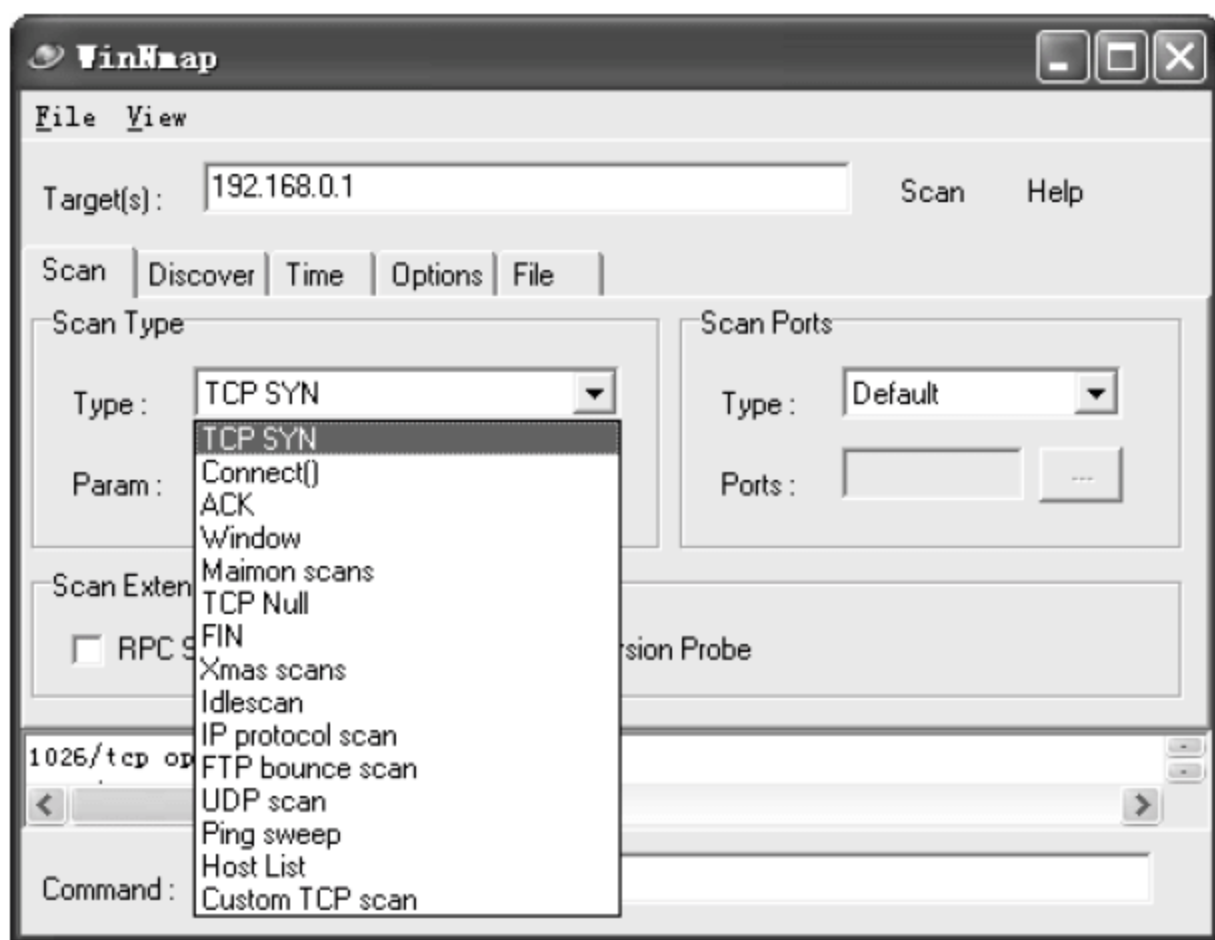 WinNmap
File View
Target(s) : 192.168.0.1 Scan Help
Scan Discover Time Options File
Scan Type
Scan Ports
Type : TCP SYN
Type : Default
TCP SYN
Connect()
ACK
Window
Maimon scans
TCP Null
FIN
Xmas scans
Idlescan
IP protocol scan
FTP bounce scan
UDP scan
Ping sweep
Host List
Custom TCP scan
Param :
Ports : ...
Scan Exten
RPC S
sion Probe
1026/tcp op
Command :